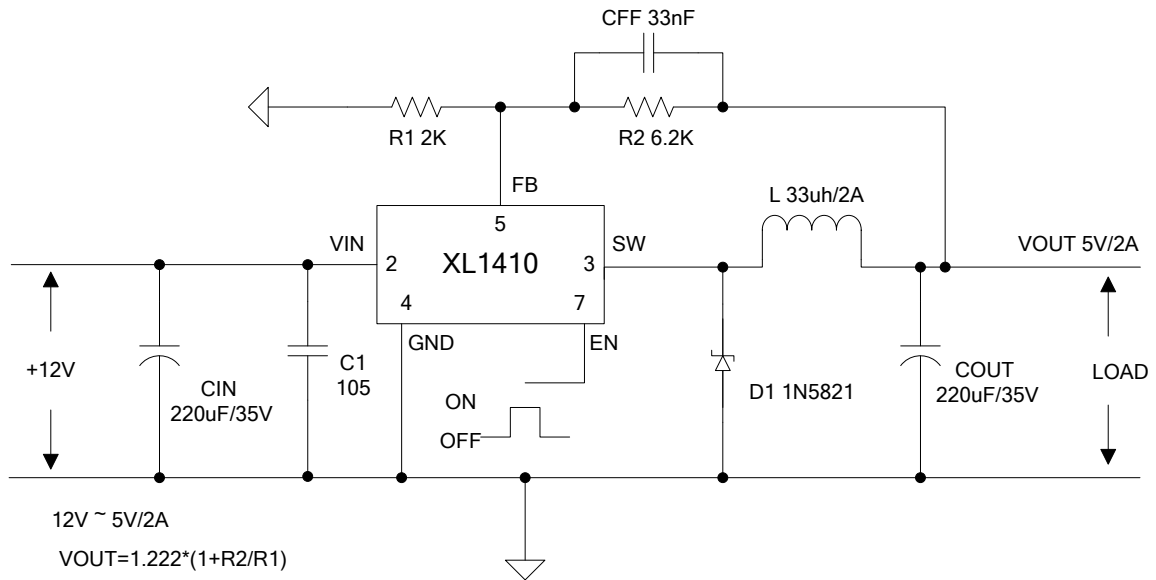 CFF 33nF
R1 2K
R2 6.2K
FB
5
L 33uh/2A
VIN
SW
VOUT 5V/2A
2
XL1410
3
4
7
GND
EN
+12V
C1
105
CIN
220uF/35V
ON
OFF
D1 1N5821
COUT
220uF/35V
LOAD
12V ~ 5V/2A
VOUT=1.222*(1+R2/R1)